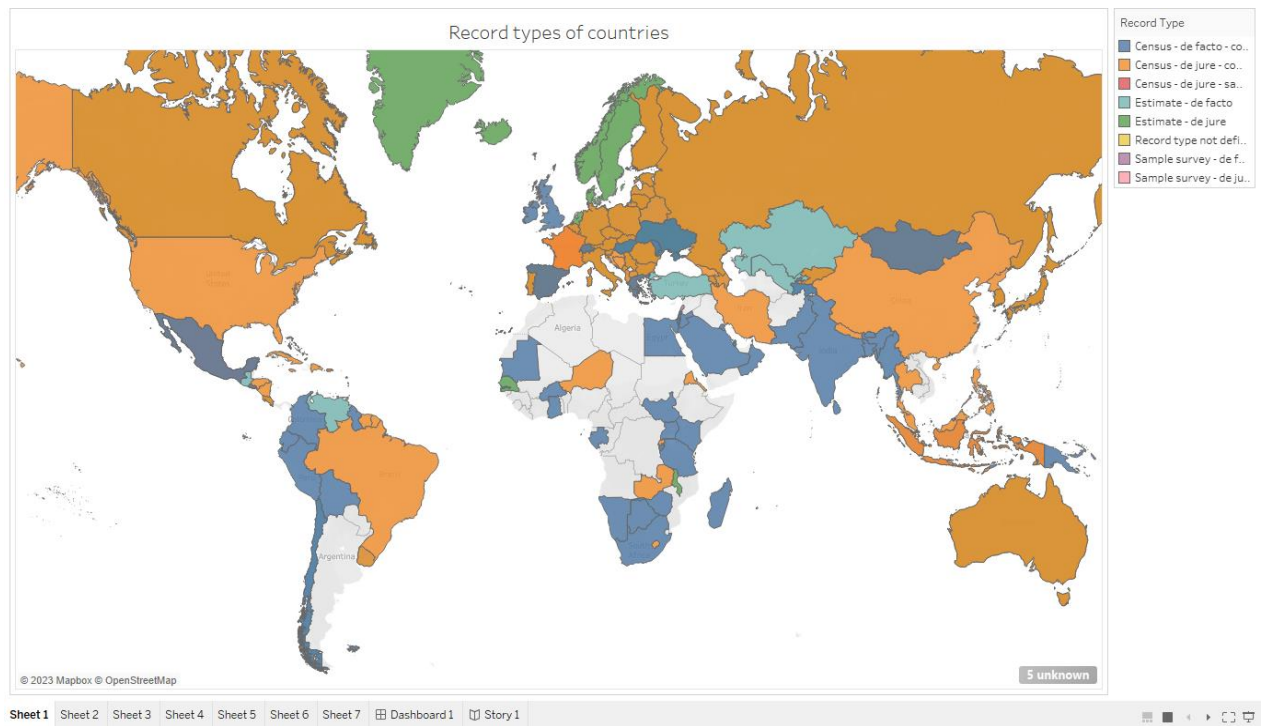 Record types of countries
Record Type
Census - de facto - co..
Census - de jure - co...
Census - de jure - sa...
Estimate - de facto
Estimate - de jure
Record type not defi...
Sample survey - de f...
Sample survey - de ju..
United States
China
India
Algeria
Brazil
Argentina
© 2023 Mapbox © OpenStreetMap
5 unknown
Sheet 1 Sheet 2 Sheet 3 Sheet 4 Sheet 5 Sheet 6 Sheet 7 Dashboard 1 Story 1